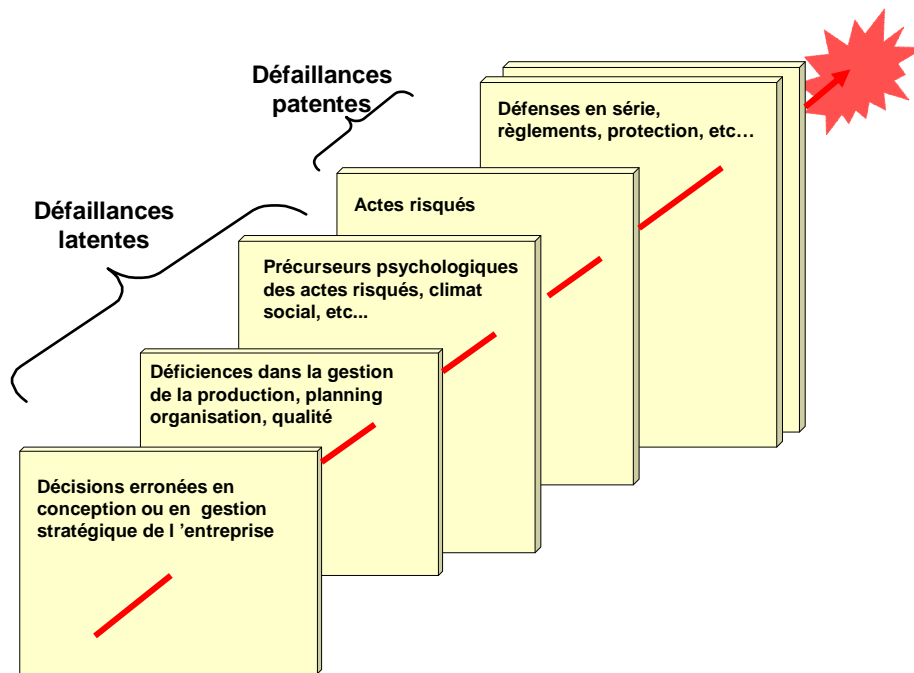 Défaillances
patentes
Défenses en série,
règlements, protection, etc…
Défaillances
latentes
Actes risqués
Précurseurs psychologiques
des actes risqués, climat
social, etc...
Déficiences dans la gestion
de la production, planning
organisation, qualité
Décisions erronées en
conception ou en  gestion
stratégique de l ’entreprise